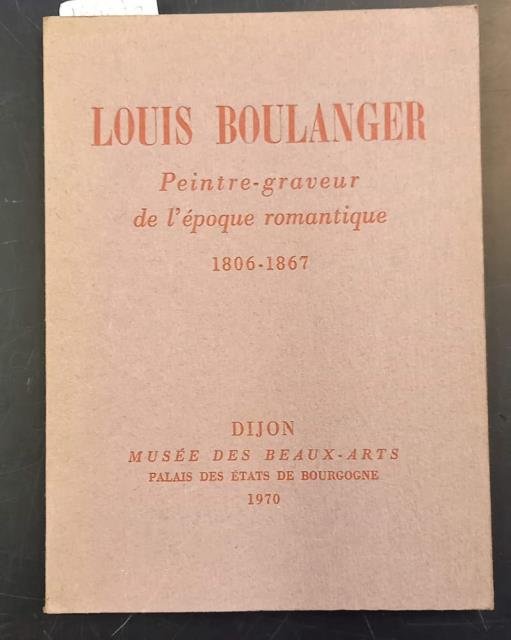 LOUIS BOULANGER
Peintre-graveur
de l'époque romantique
1806-1867
DIJON
MUSÉE DES BEAUX-ARTS
PALAIS DES ÉTATS DE BOURGOGNE
1970